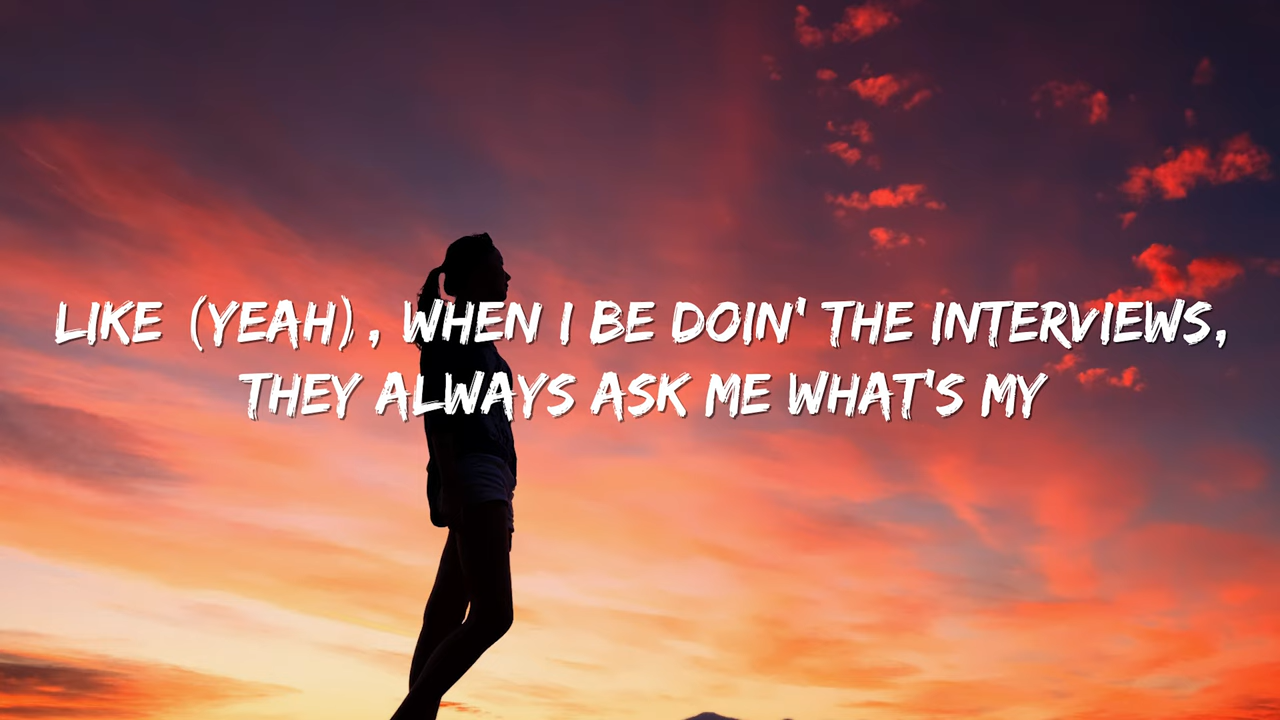 LIKE (YEAH), WHEN I BE DOIN' THE INTERVIEWS,
THEY ALWAYS ASK ME WHAT'S MY